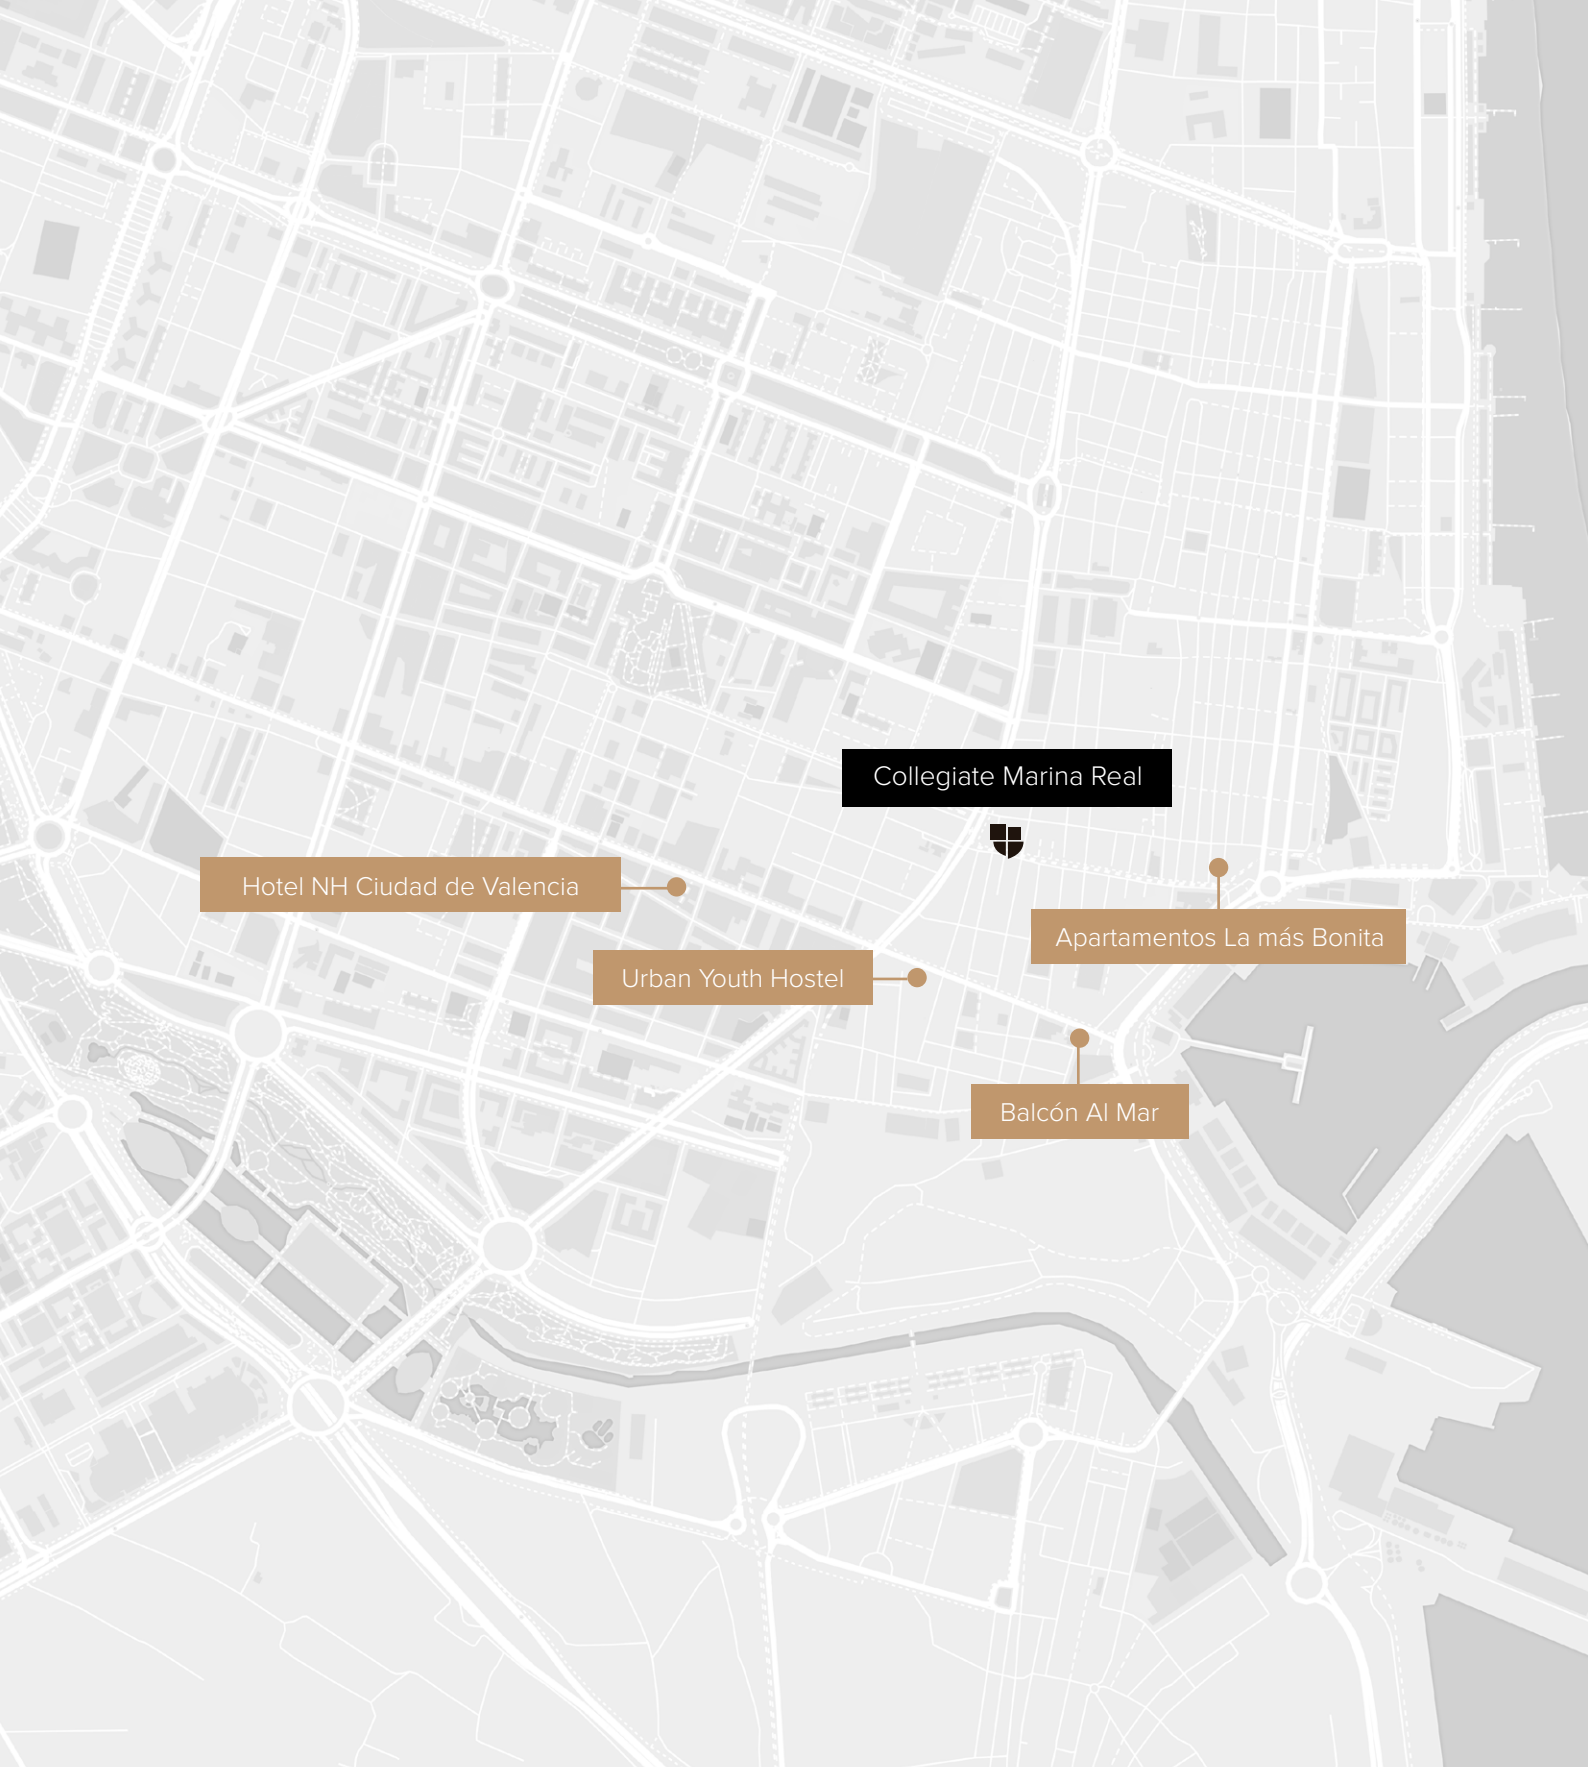 Collegiate Marina Real
Hotel NH Ciudad de Valencia
Apartamentos La más Bonita
Urban Youth Hostel
Balcón Al Mar